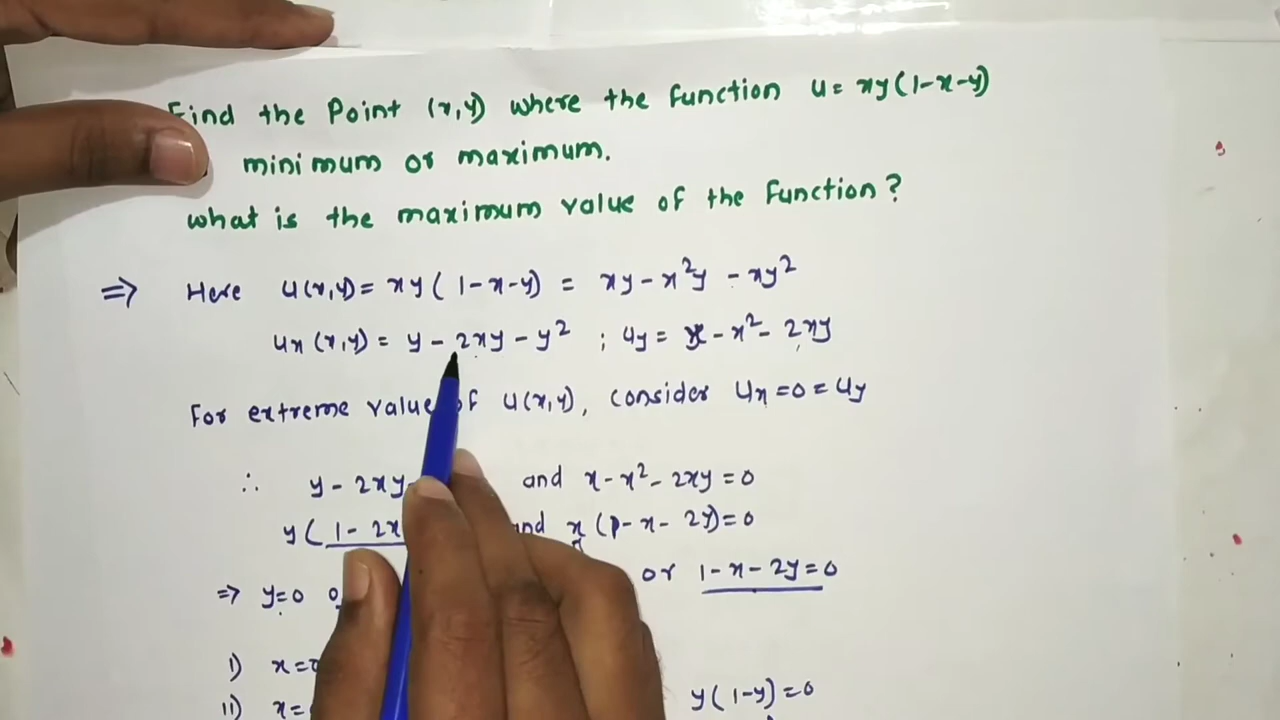 Find the Point (x,y) where the function u = xy(1-x-y)
minimum or maximum.
what is the maximum value of the function?
⇒ Here u(x,y) = xy(1-x-y) = xy - x²y - xy²
ux(x,y) = y - 2xy - y² ; uy = x - x² - 2xy
For extreme value of u(x,y), consider ux = 0 = uy
∴ y - 2xy - and x - x² - 2xy = 0
y(1 - 2x and x(1 - x - 2y) = 0
⇒ y = 0 or 1 - x - 2y = 0
i) x = 0
ii) x = y(1-y) = 0